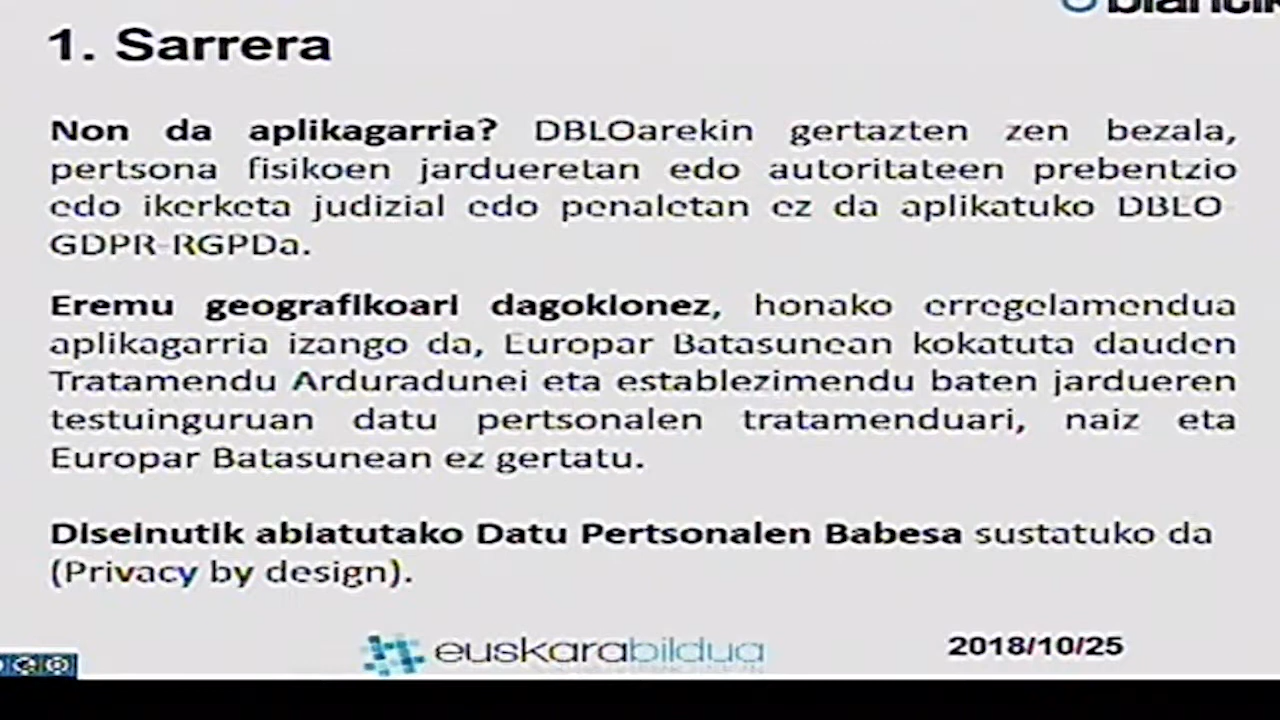 1. Sarrera
Non da aplikagarria? DBLOarekin gertazten zen bezala,
pertsona fisikoen jardueretan edo autoritateen prebentzio
edo ikerketa judizial edo penaletan ez da aplikatuko DBLO-
GDPR-RGPDa.
Eremu geografikoari dagokionez, honako erregelamendua
aplikagarria izango da, Europar Batasunean kokatuta dauden
Tratamendu Arduradunei eta establezimendu baten jardueren
testuinguruan datu pertsonalen tratamenduari, naiz eta
Europar Batasunean ez gertatu.
Diseinutik abiatutako Datu Pertsonalen Babesa sustatuko da
(Privacy by design).
euskarabildua
2018/10/25